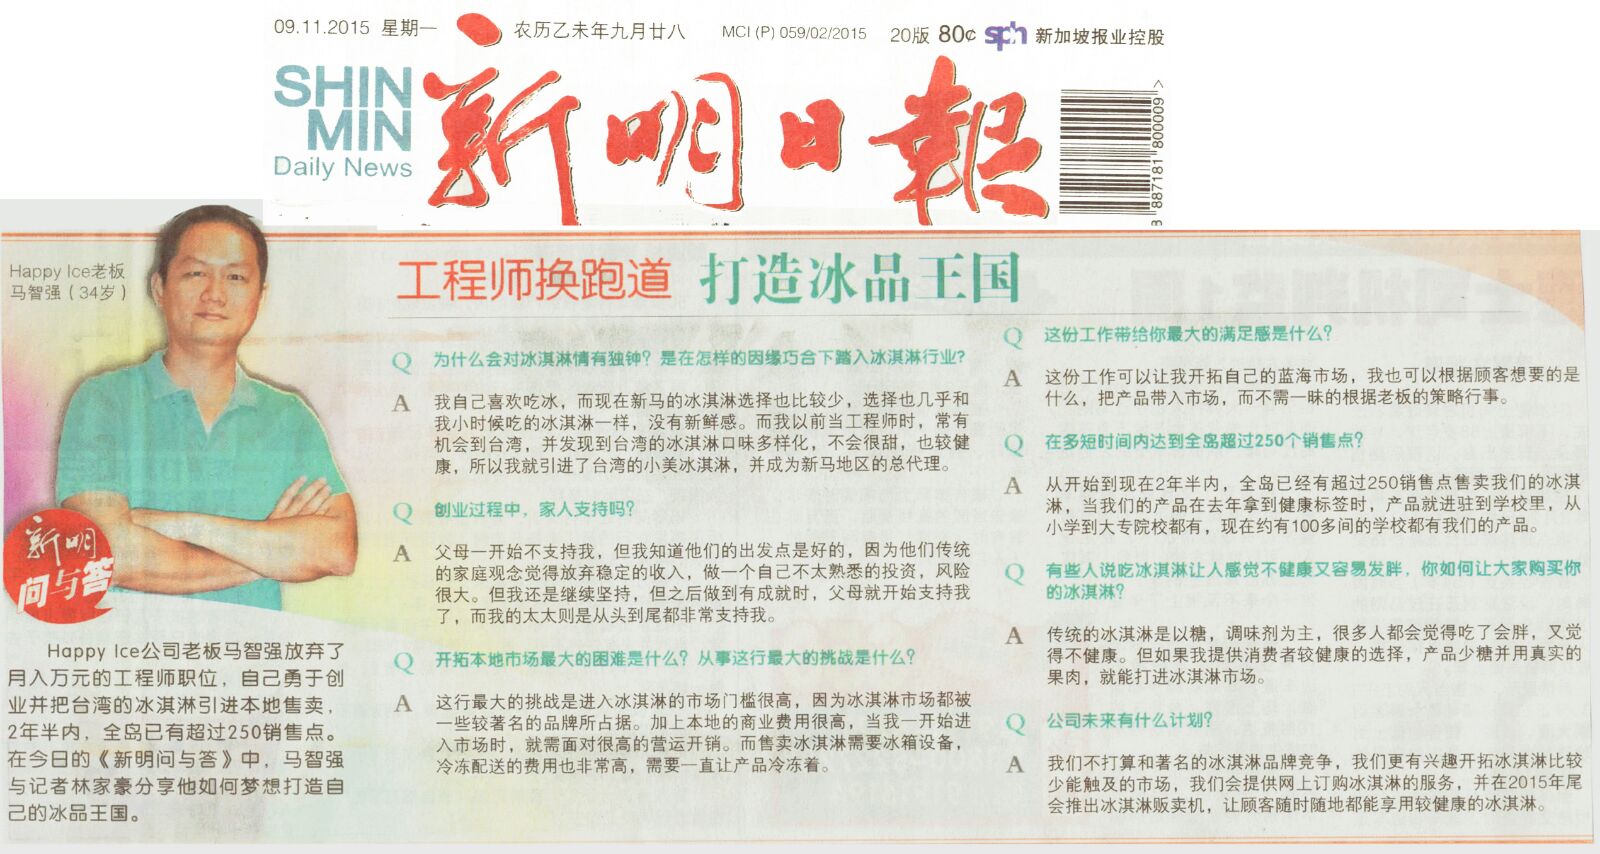 09.11.2015 星期一
农历乙未年九月廿八
MCI (P) 059/02/2015
20版 80¢ sph 新加坡报业控股
SHIN
MIN
Daily News
新明日報
8 887181 800009
Happy Ice老板
马智强（34岁）
新明
问与答
Happy Ice公司老板马智强放弃了
月入万元的工程师职位，自己勇于创
业并把台湾的冰淇淋引进本地售卖，
2年半内，全岛已有超过250销售点。
在今日的《新明问与答》中，马智强
与记者林家豪分享他如何梦想打造自
己的冰品王国。
工程师换跑道 打造冰品王国
Q 为什么会对冰淇淋情有独钟？是在怎样的因缘巧合下踏入冰淇淋行业？
A 我自己喜欢吃冰，而现在新马的冰淇淋选择也比较少，选择也几乎和
我小时候吃的冰淇淋一样，没有新鲜感。而我以前当工程师时，常有
机会到台湾，并发现到台湾的冰淇淋口味多样化，不会很甜，也较健
康，所以我就引进了台湾的小美冰淇淋，并成为新马地区的总代理。
Q 创业过程中，家人支持吗？
A 父母一开始不支持我，但我知道他们的出发点是好的，因为他们传统
的家庭观念觉得放弃稳定的收入，做一个自己不太熟悉的投资，风险
很大。但我还是继续坚持，但之后做到有成就时，父母就开始支持我
了，而我的太太则是从头到尾都非常支持我。
Q 开拓本地市场最大的困难是什么？从事这行最大的挑战是什么？
A 这行最大的挑战是进入冰淇淋的市场门槛很高，因为冰淇淋市场都被
一些较著名的品牌所占据。加上本地的商业费用很高，当我一开始进
入市场时，就需面对很高的营运开销。而售卖冰淇淋需要冰箱设备，
冷冻配送的费用也非常高，需要一直让产品冷冻着。
Q 这份工作带给你最大的满足感是什么？
A 这份工作可以让我开拓自己的蓝海市场，我也可以根据顾客想要的是
什么，把产品带入市场，而不需一昧的根据老板的策略行事。
Q 在多短时间内达到全岛超过250个销售点？
A 从开始到现在2年半内，全岛已经有超过250销售点售卖我们的冰淇
淋，当我们的产品在去年拿到健康标签时，产品就进驻到学校里，从
小学到大专院校都有，现在约有100多间的学校都有我们的产品。
Q 有些人说吃冰淇淋让人感觉不健康又容易发胖，你如何让大家购买你
的冰淇淋？
A 传统的冰淇淋是以糖，调味剂为主，很多人都会觉得吃了会胖，又觉
得不健康。但如果我提供消费者较健康的选择，产品少糖并用真实的
果肉，就能打进冰淇淋市场。
Q 公司未来有什么计划？
A 我们不打算和著名的冰淇淋品牌竞争，我们更有兴趣开拓冰淇淋比较
少能触及的市场，我们会提供网上订购冰淇淋的服务，并在2015年尾
会推出冰淇淋贩卖机，让顾客随时随地都能享用较健康的冰淇淋。